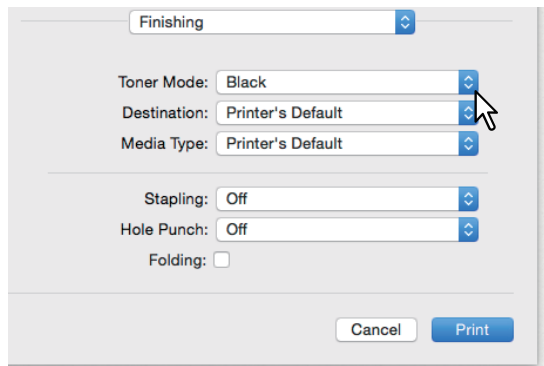 Finishing
Toner Mode: Black
Destination: Printer's Default
Media Type: Printer's Default
Stapling: Off
Hole Punch: Off
Folding:
Cancel Print